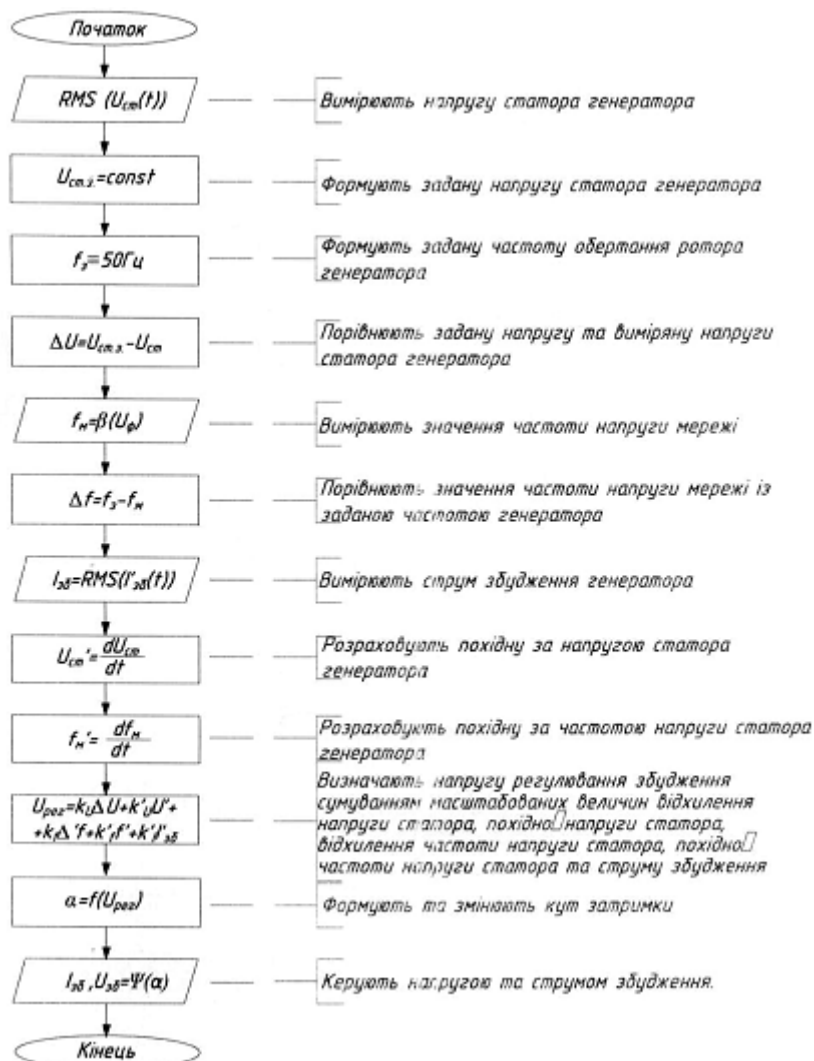 Початок
RMS (Uст(t))
Вимірюють напругу статора генератора
Uст.з.=const
Формують задану напругу статора генератора
fз=50Гц
Формують задану частоту обертання ротора
генератора
ΔU=Uст.з.-Uст
Порівнюють задану напругу та виміряну напруги
статора генератора
fм=β(Uф)
Вимірюють значення частоти напруги мережі
Δf=fз-fм
Порівнюють значення частоти напруги мережі із
заданою частотою генератора
Iзб=RMS(I'зб(t))
Вимірюють струм збудження генератора
Uст'=dUст/dt
Розраховують похідну за напругою статора
генератора
fм'=dfм/dt
Розраховують похідну за частотою напруги статора
генератора
Uрег=kUΔU+k'UU'+
+kfΔ'f+k'ff'+k'II'зб
Визначають напругу регулювання збудження
сумуванням масштабованих величин відхилення
напруги статора, похідно▯ напруги статора,
відхилення частоти напруги статора, похідно▯
частоти напруги статора та струму збудження
α=f(Uрег)
Формують та змінюють кут затримки
Iзб,Uзб=Ψ(α)
Керують напругою та струмом збудження.
Кінець